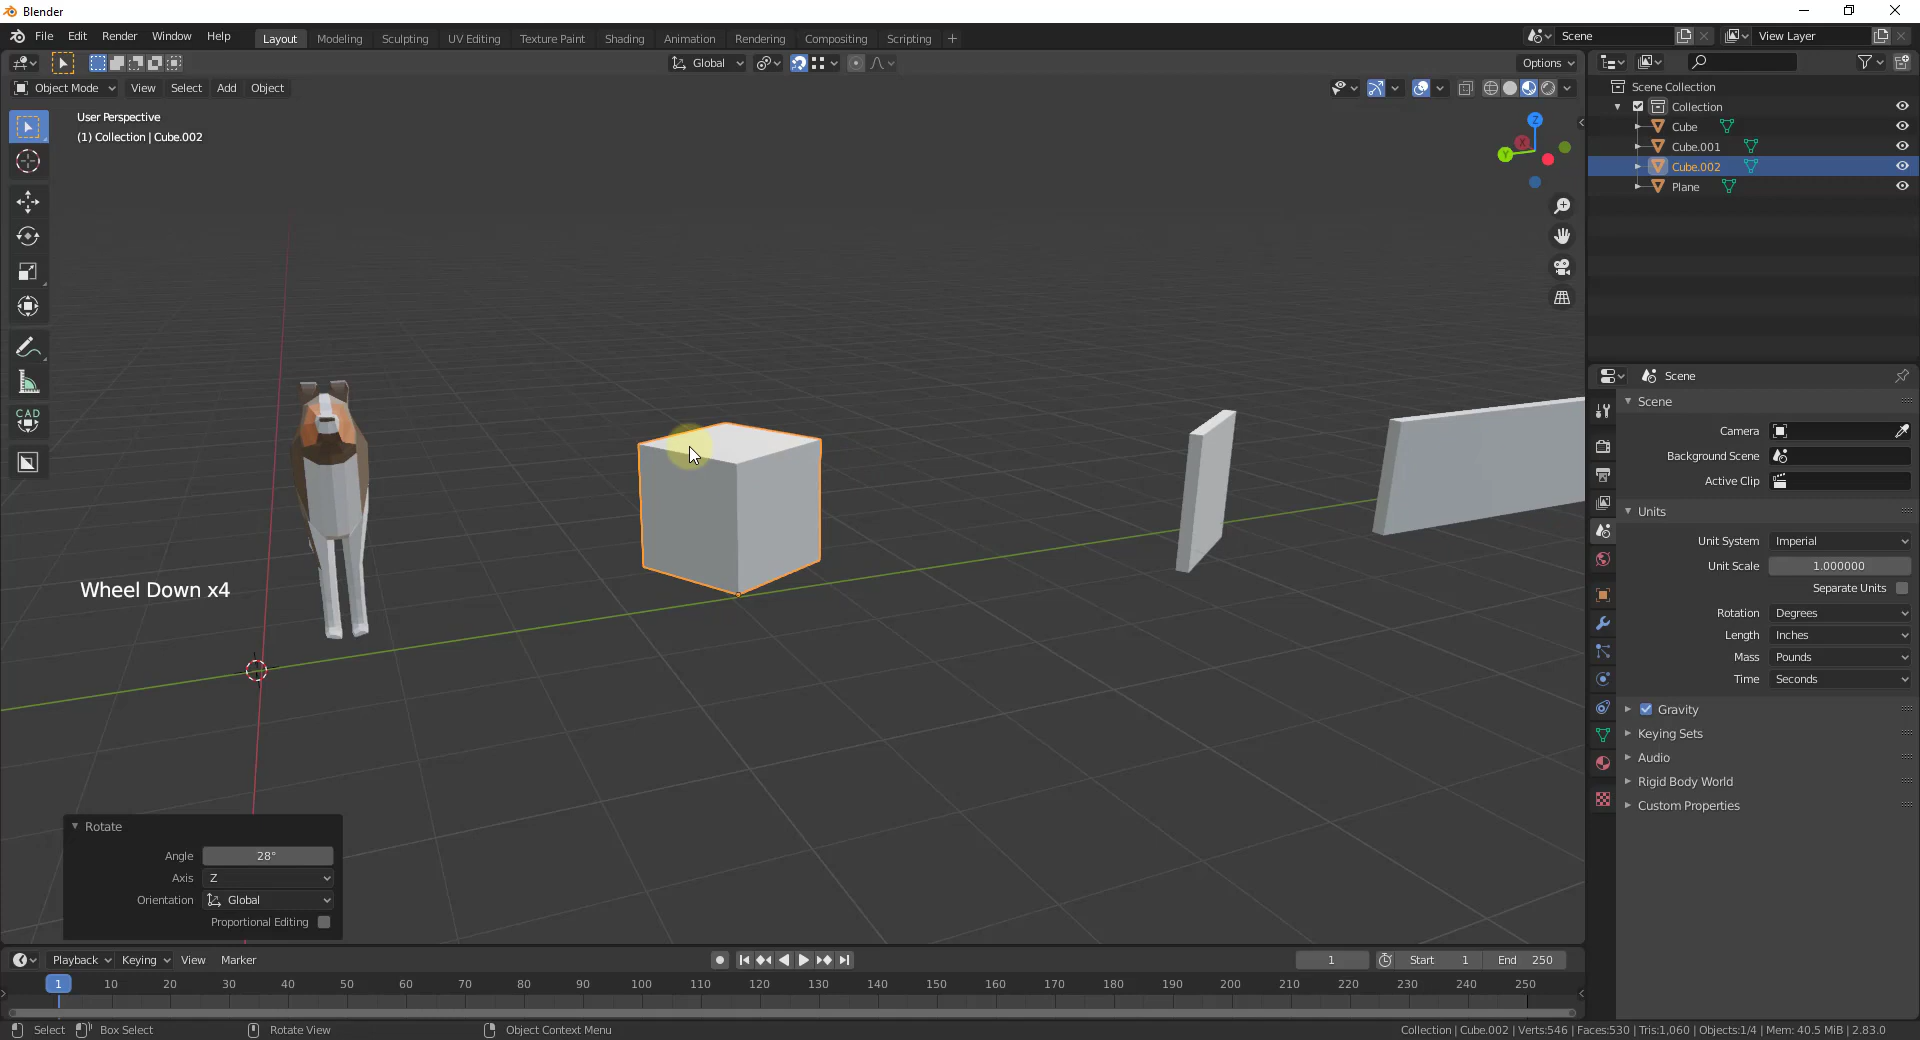 Blender
File Edit Render Window Help
Layout Modeling Sculpting UV Editing Texture Paint Shading Animation Rendering Compositing Scripting +
Scene View Layer
Global Options
Object Mode View Select Add Object
User Perspective
(1) Collection | Cube.002
Z
X
Y
CAD
Wheel Down x4
Scene Collection
Collection
Cube
Cube.001
Cube.002
Plane
Scene
Scene
Camera
Background Scene
Active Clip
Units
Unit System Imperial
Unit Scale 1.000000
Separate Units
Rotation Degrees
Length Inches
Mass Pounds
Time Seconds
Gravity
Keying Sets
Audio
Rigid Body World
Custom Properties
Rotate
Angle 28°
Axis Z
Orientation Global
Proportional Editing
Playback Keying View Marker 1 Start 1 End 250
1 10 20 30 40 50 60 70 80 90 100 110 120 130 140 150 160 170 180 190 200 210 220 230 240 250
Select Box Select Rotate View Object Context Menu Collection | Cube.002 | Verts:546 | Faces:530 | Tris:1,060 | Objects:1/4 | Mem: 40.5 MiB | 2.83.0